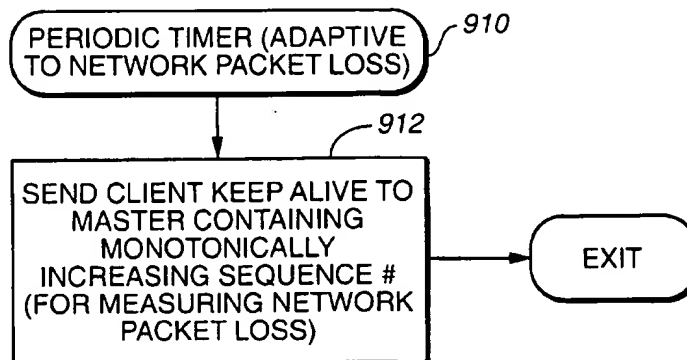 PERIODIC TIMER (ADAPTIVE
TO NETWORK PACKET LOSS)
910
912
SEND CLIENT KEEP ALIVE TO
MASTER CONTAINING
MONOTONICALLY
INCREASING SEQUENCE #
(FOR MEASURING NETWORK
PACKET LOSS)
EXIT